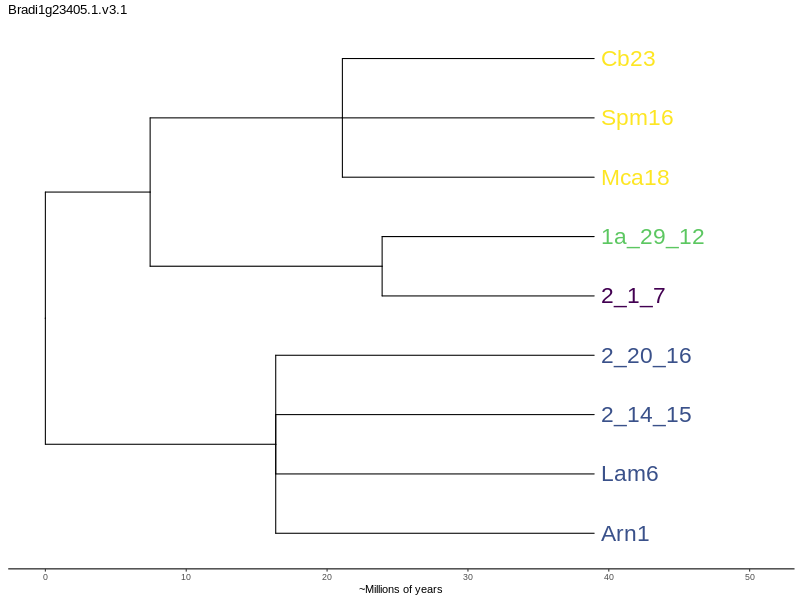 Bradi1g23405.1.v3.1
Cb23
Spm16
Mca18
1a_29_12
2_1_7
2_20_16
2_14_15
Lam6
Arn1
0 10 20 30 40 50
~Millions of years